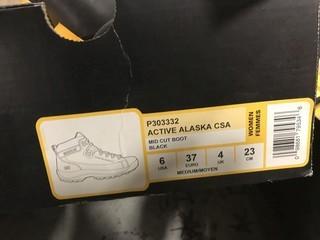 P303332
ACTIVE ALASKA CSA
MID CUT BOOT
BLACK
6 37 4 23
USA EURO UK CM
MEDIUM/MOYEN
WOMEN
FEMMES